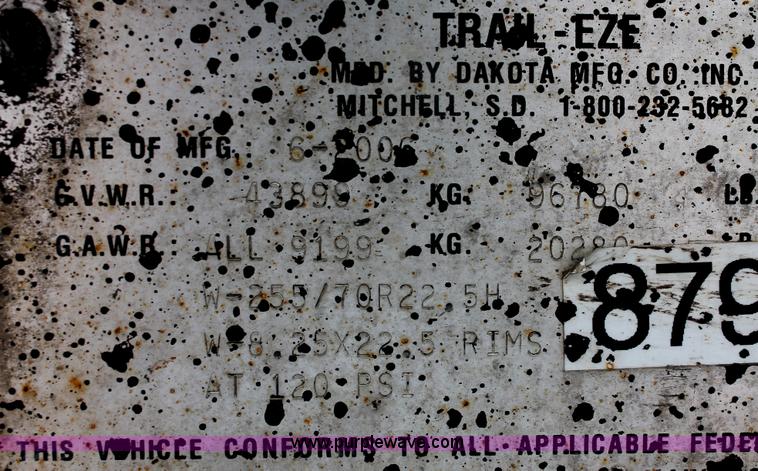 TRAIL-EZE
MFD. BY DAKOTA MFG. CO. INC.
MITCHELL, S.D. 1-800-232-5682
DATE OF MFG.: 6-2006
G.V.W.R.: 43899 KG. 96780 LB.
G.A.W.R.: ALL 9199 KG. 20280
W-255/70R22.5H
879
W-8.25X22.5 RIMS
AT 120 PSI
THIS VEHICLE CONFORMS TO ALL APPLICABLE FEDE
www.purplewave.com